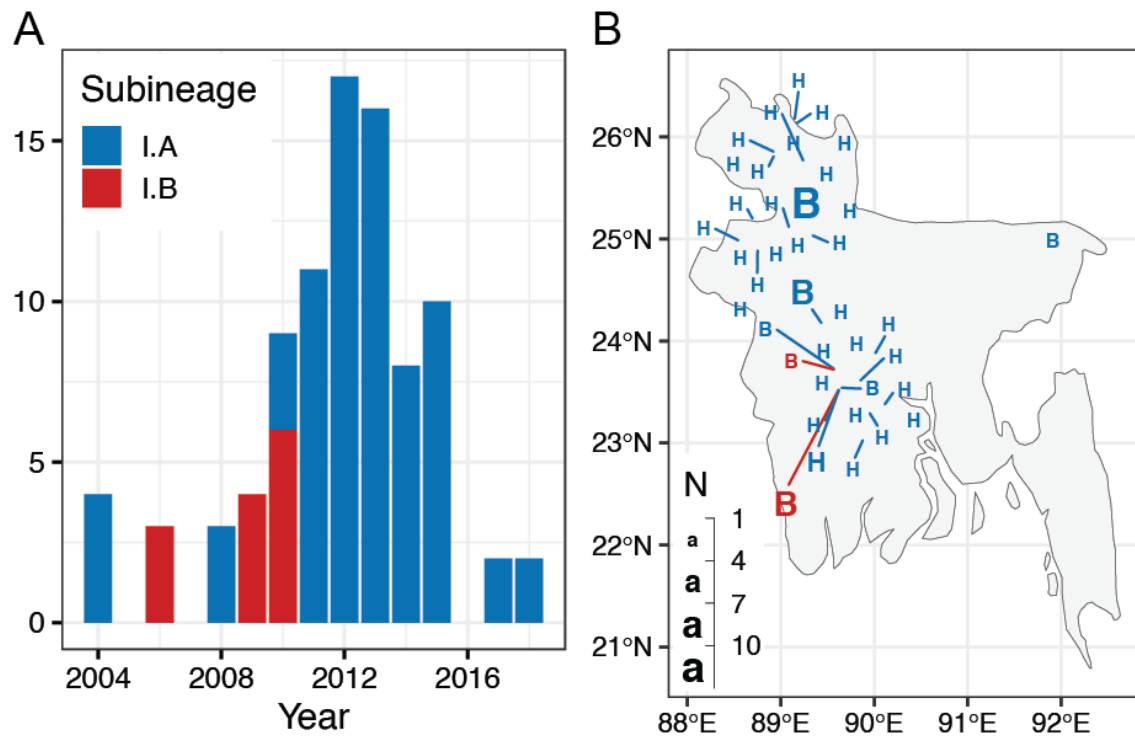 A
Subineage
I.A
I.B
15
10
5
0
2004 2008 2012 2016
Year
B
26°N
25°N
24°N
23°N
22°N
21°N
H
H H
H H H
H H H
B
H H H
H
H H H
H H
B
H
B
H H
B
H H
H H
B
H B H
H H H
H
H H
B
N
1
a
4
a
7
a
10
a
88°E 89°E 90°E 91°E 92°E